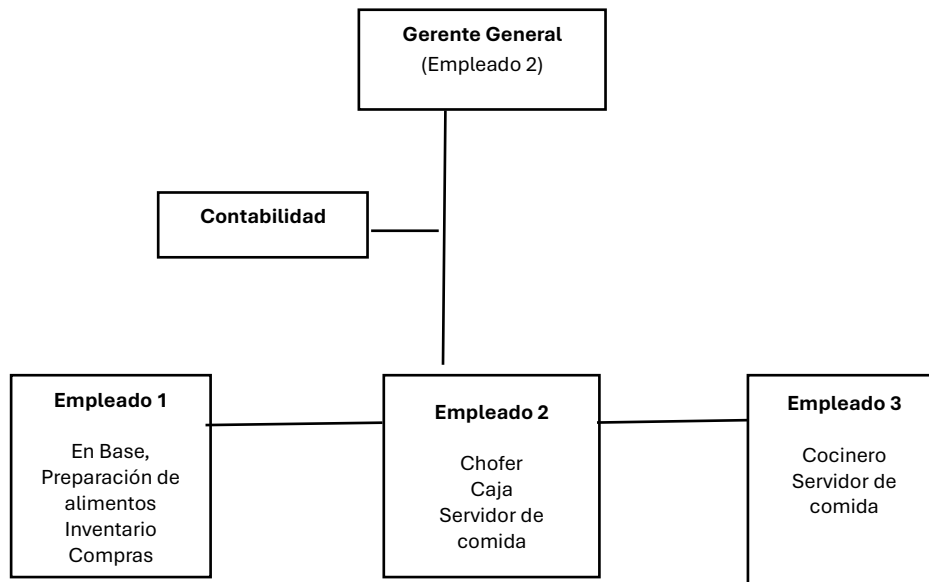 Gerente General
(Empleado 2)
Contabilidad
Empleado 1
En Base,
Preparación de
alimentos
Inventario
Compras
Empleado 2
Chofer
Caja
Servidor de
comida
Empleado 3
Cocinero
Servidor de
comida